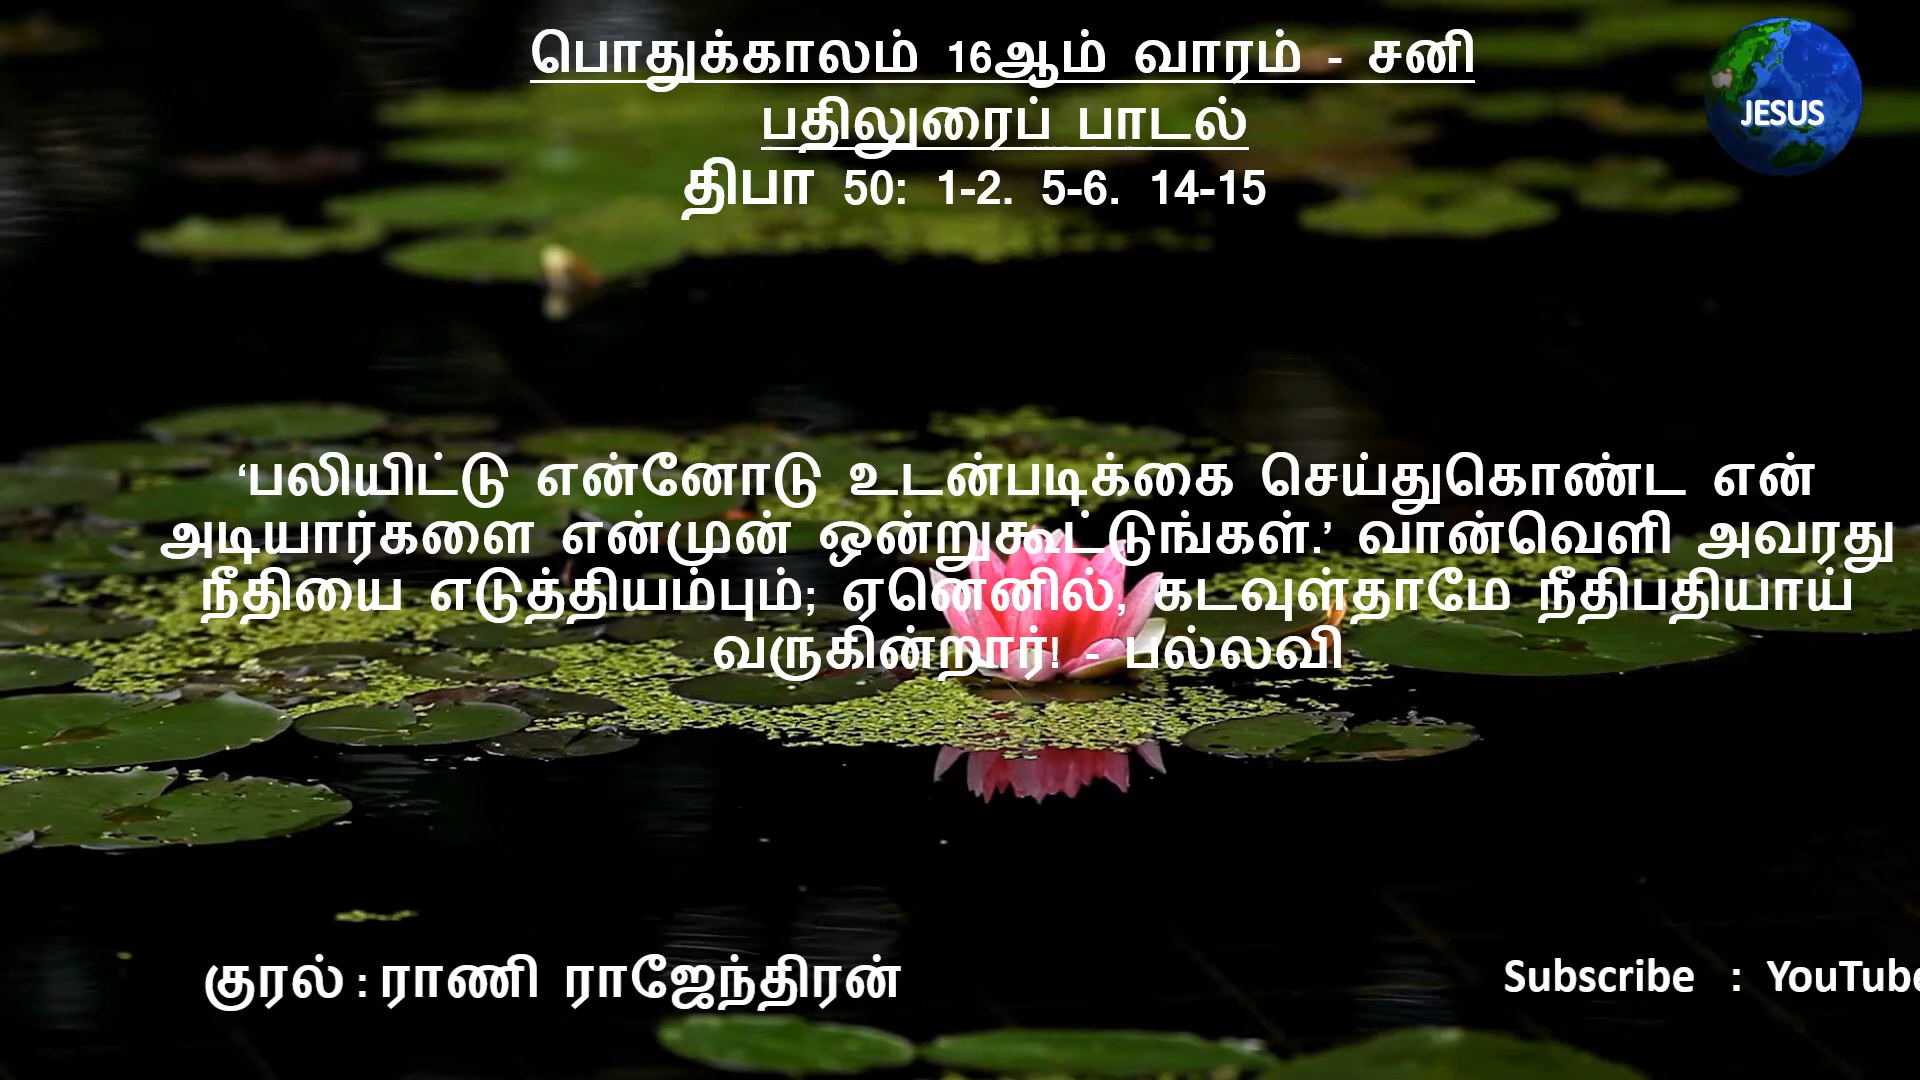 பொதுக்காலம் 16ஆம் வாரம் - சனி
JESUS
பதிலுரைப் பாடல்
திபா 50: 1-2. 5-6. 14-15
‘பலியிட்டு என்னோடு உடன்படிக்கை செய்துகொண்ட என்
அடியார்களை என்முன் ஒன்றுகூட்டுங்கள்.’ வான்வெளி அவரது
நீதியை எடுத்தியம்பும்; ஏனெனில், கடவுள்தாமே நீதிபதியாய்
வருகின்றார்! - பல்லவி
குரல் : ராணி ராஜேந்திரன்
Subscribe : YouTube